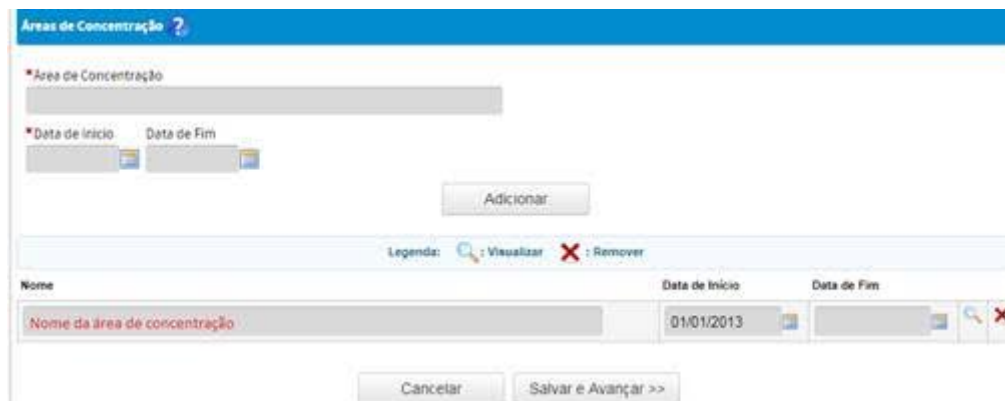 Áreas de Concentração ?
*Área de Concentração
*Data de início Data de Fim
Adicionar
Legenda: : Visualizar : Remover
Nome Data de Início Data de Fim
Nome da área de concentração 01/01/2013
Cancelar Salvar e Avançar >>